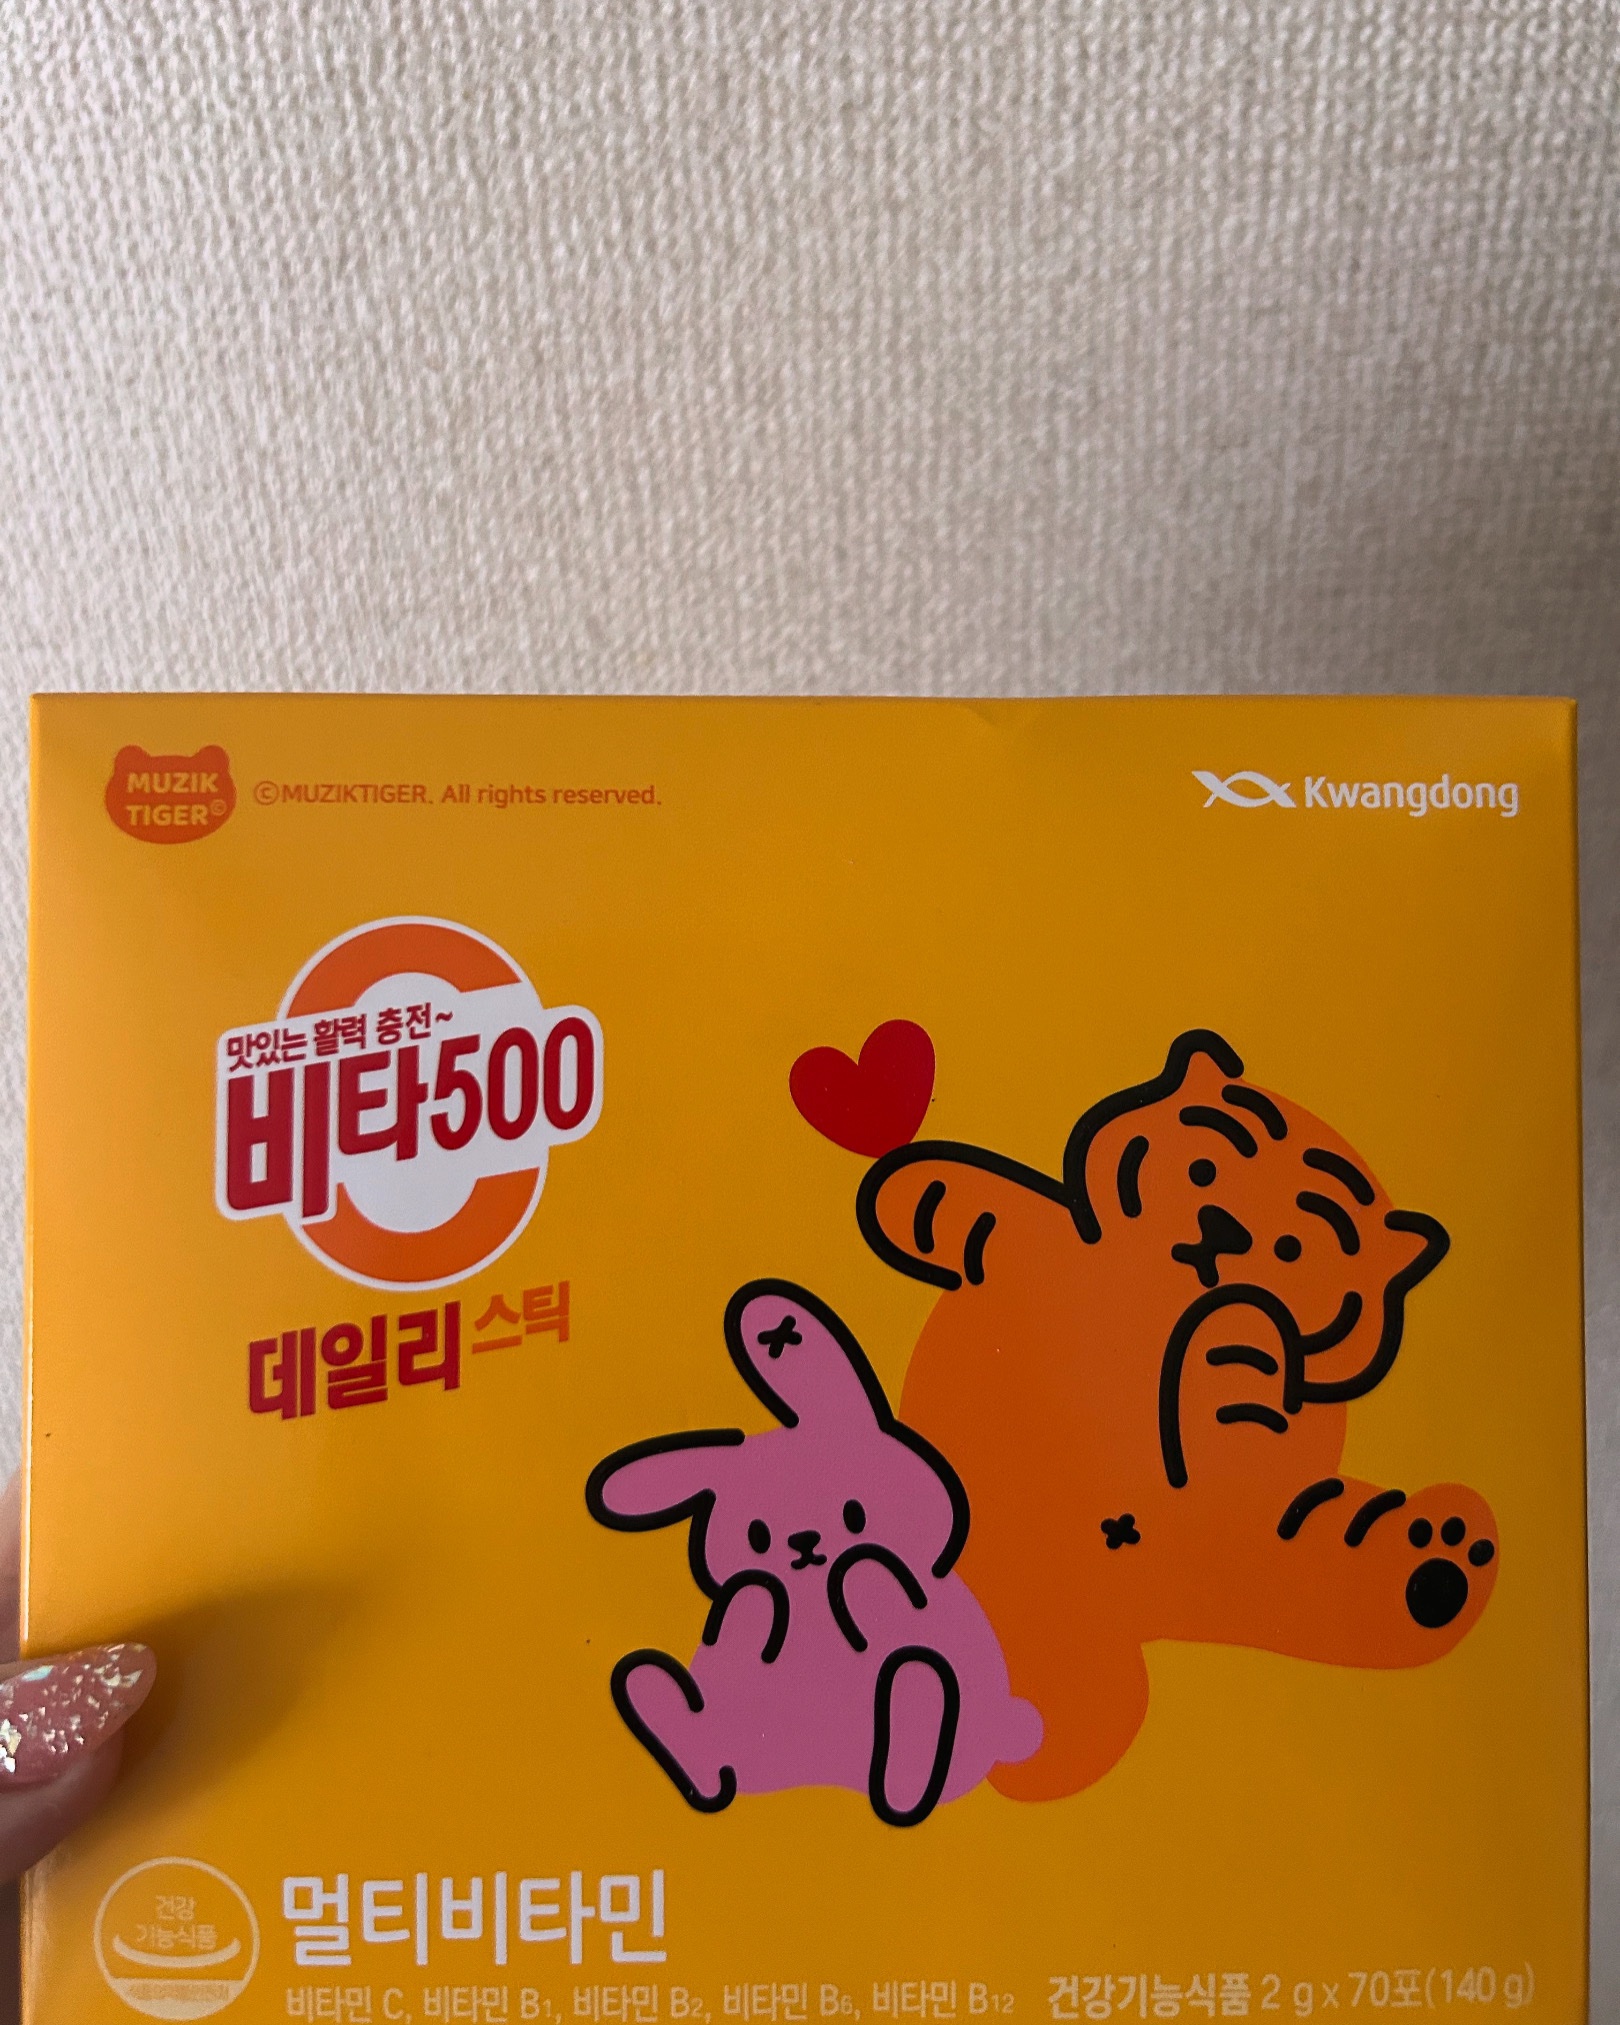 MUZIK
TIGER©
©MUZIKTIGER. All rights reserved.
Kwangdong
맛있는 활력 충전~
비타500
데일리 스틱
건강
기능식품
멀티비타민
비타민 C, 비타민 B1, 비타민 B2, 비타민 B6, 비타민 B12
건강기능식품 2 g x 70포(140 g)